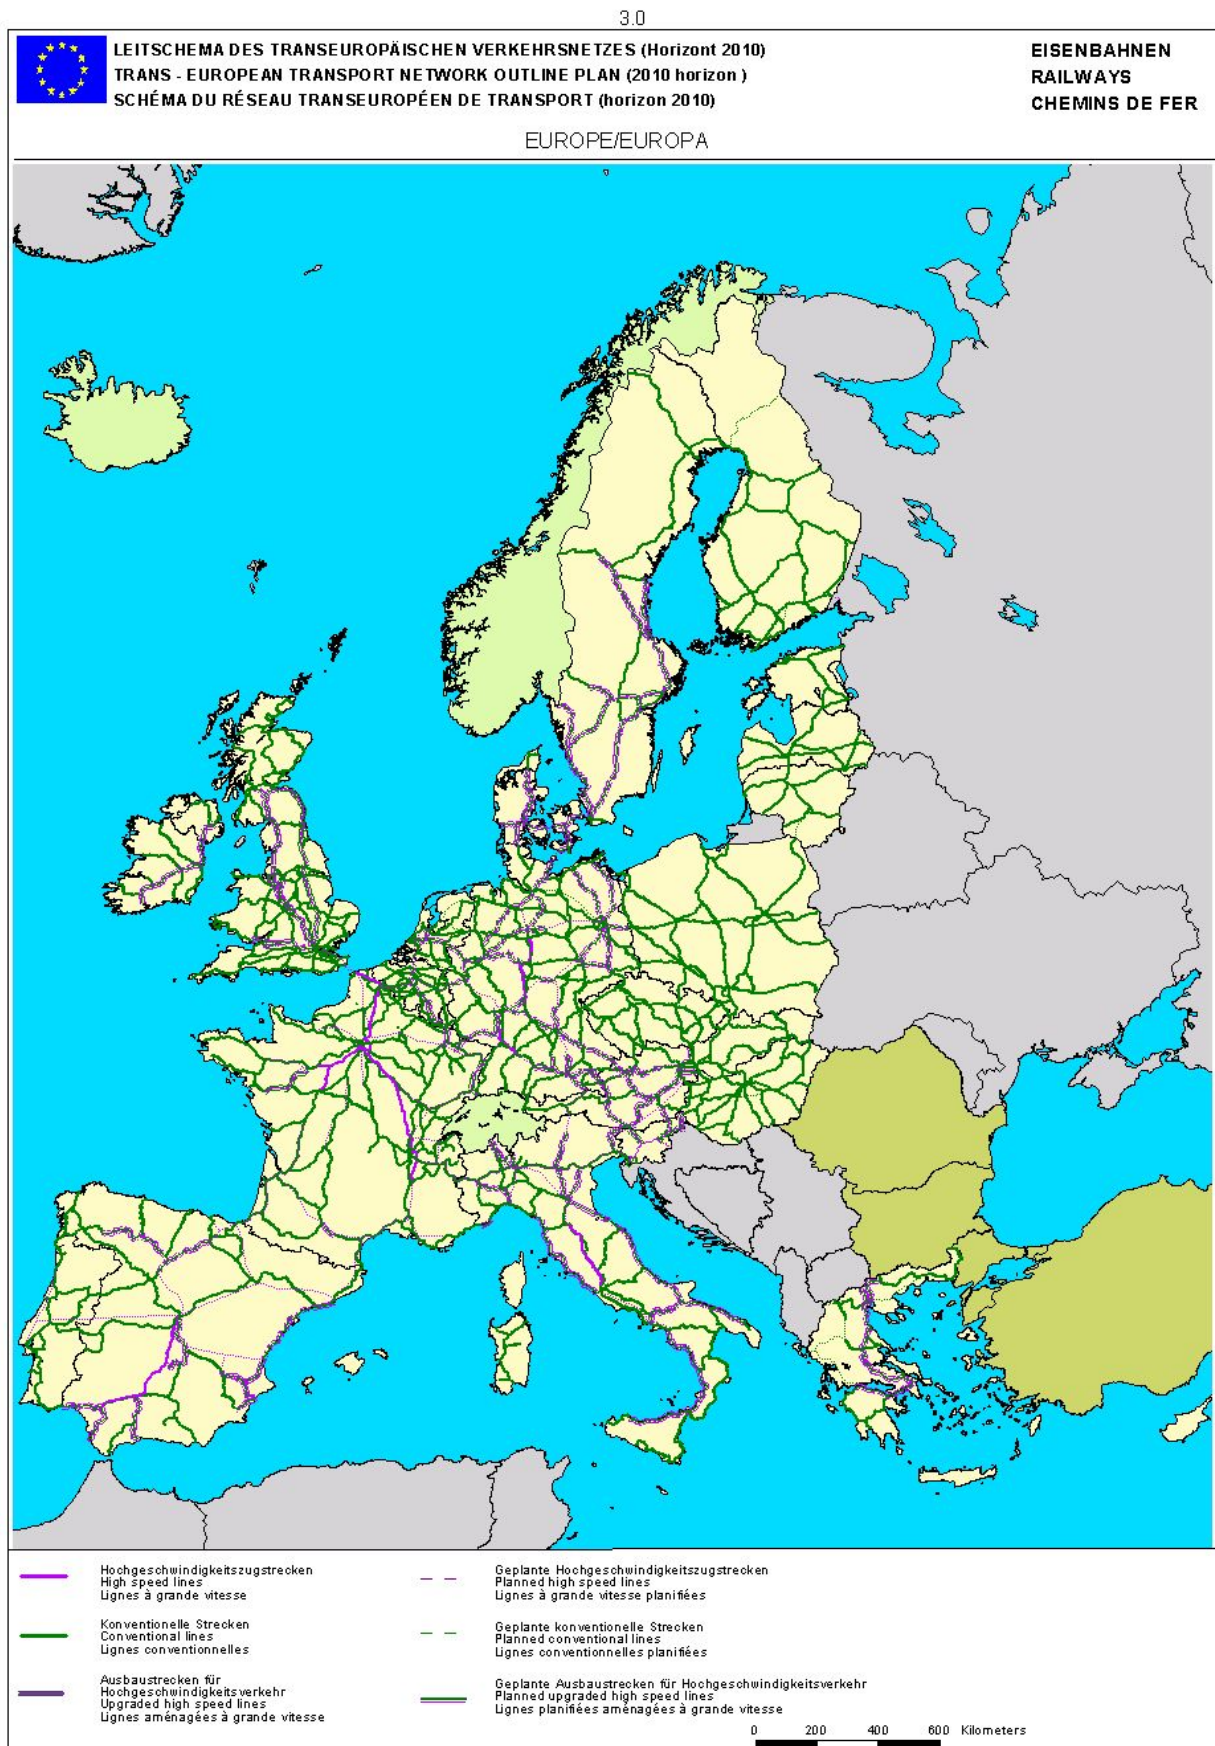 3.0
LEITSCHEMA DES TRANSEUROPÄISCHEN VERKEHRSNETZES (Horizont 2010)
TRANS - EUROPEAN TRANSPORT NETWORK OUTLINE PLAN (2010 horizon )
SCHÉMA DU RÉSEAU TRANSEUROPÉEN DE TRANSPORT (horizon 2010)
EISENBAHNEN
RAILWAYS
CHEMINS DE FER
EUROPE/EUROPA
Hochgeschwindigkeitszugstrecken
High speed lines
Lignes à grande vitesse
Geplante Hochgeschwindigkeitszugstrecken
Planned high speed lines
Lignes à grande vitesse planifiées
Konventionelle Strecken
Conventional lines
Lignes conventionnelles
Geplante konventionelle Strecken
Planned conventional lines
Lignes conventionnelles planifiées
Ausbaustrecken für
Hochgeschwindigkeitsverkehr
Upgraded high speed lines
Lignes aménagées à grande vitesse
Geplante Ausbaustrecken für Hochgeschwindigkeitsverkehr
Planned upgraded high speed lines
Lignes planifiées aménagées à grande vitesse
0 200 400 600 Kilometers